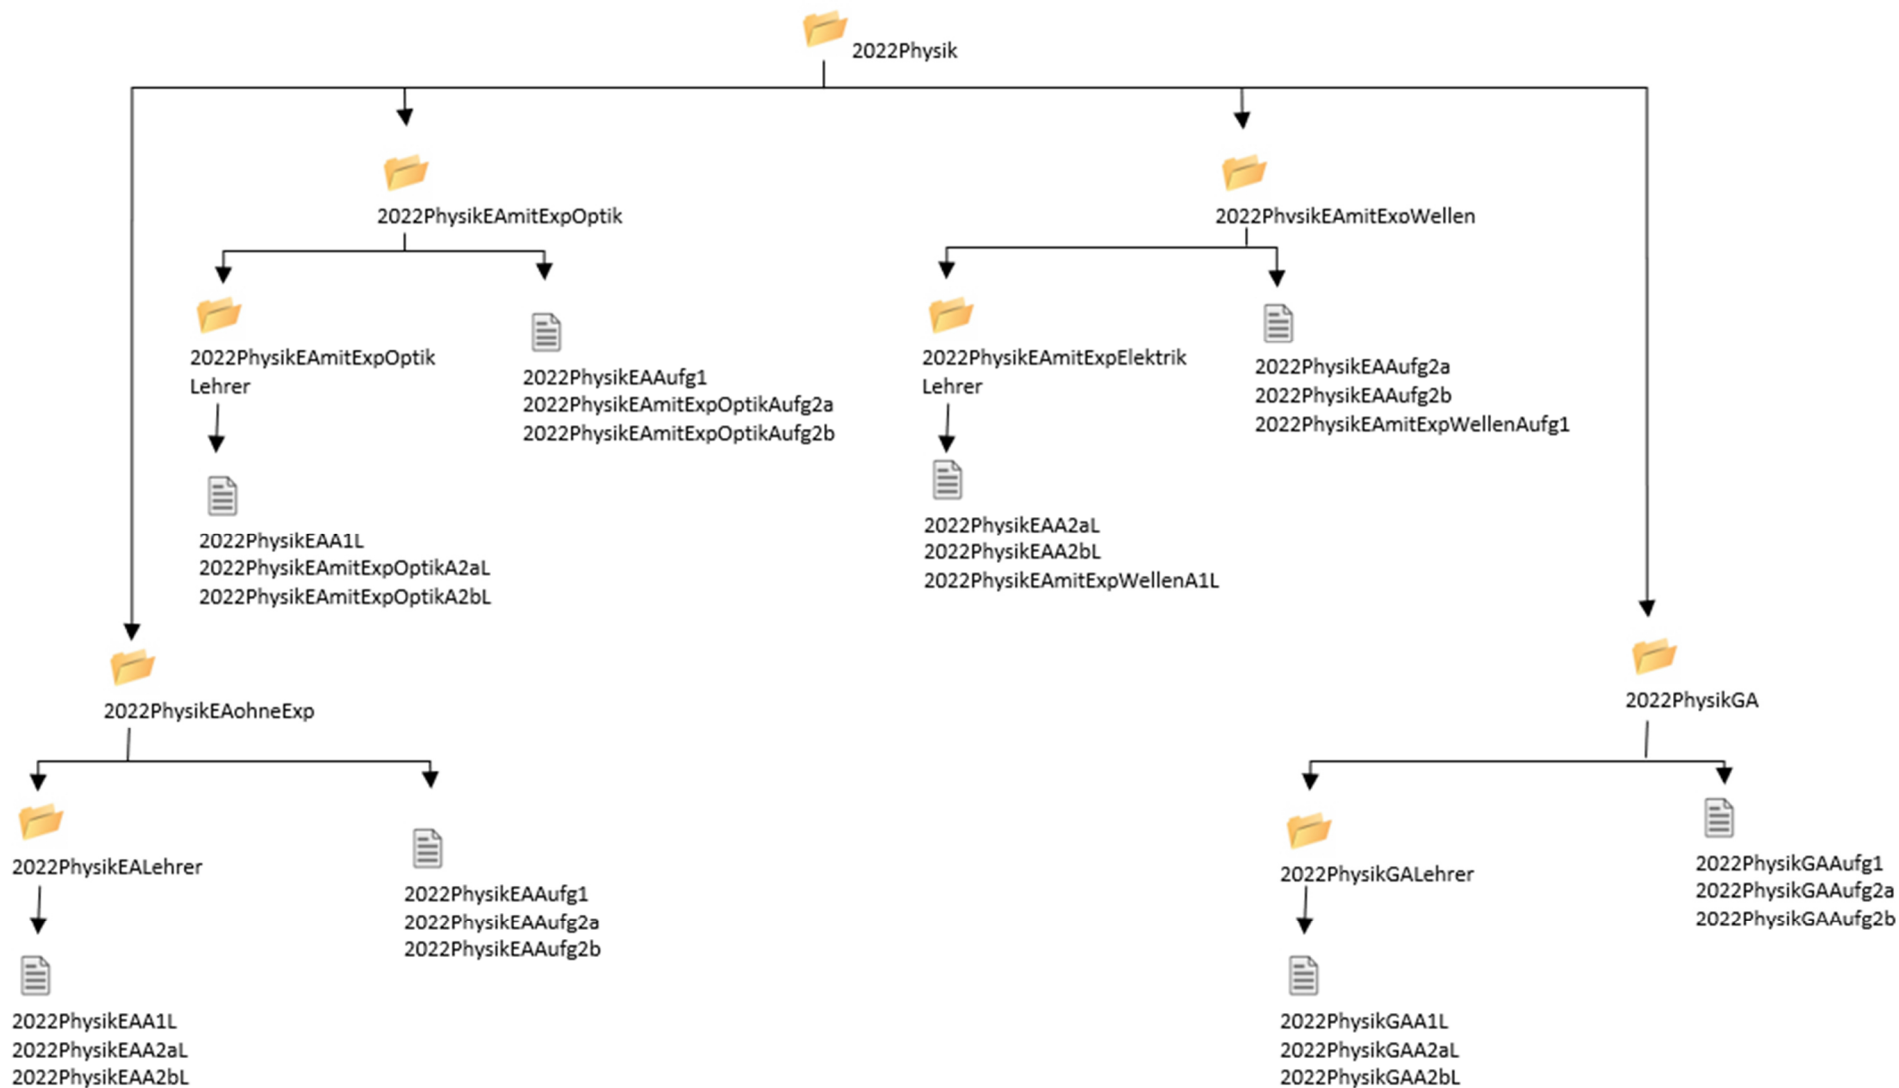 2022Physik
2022PhysikEAmitExpOptik
2022PhysikEAmitExpWellen
2022PhysikEAmitExpOptik
Lehrer
2022PhysikEAAufg1
2022PhysikEAmitExpOptikAufg2a
2022PhysikEAmitExpOptikAufg2b
2022PhysikEAmitExpElektrik
Lehrer
2022PhysikEAAufg2a
2022PhysikEAAufg2b
2022PhysikEAmitExpWellenAufg1
2022PhysikEAA1L
2022PhysikEAmitExpOptikA2aL
2022PhysikEAmitExpOptikA2bL
2022PhysikEAA2aL
2022PhysikEAA2bL
2022PhysikEAmitExpWellenA1L
2022PhysikEAohneExp
2022PhysikGA
2022PhysikEALehrer
2022PhysikEAAufg1
2022PhysikEAAufg2a
2022PhysikEAAufg2b
2022PhysikGALehrer
2022PhysikGAAufg1
2022PhysikGAAufg2a
2022PhysikGAAufg2b
2022PhysikEAA1L
2022PhysikEAA2aL
2022PhysikEAA2bL
2022PhysikGAA1L
2022PhysikGAA2aL
2022PhysikGAA2bL